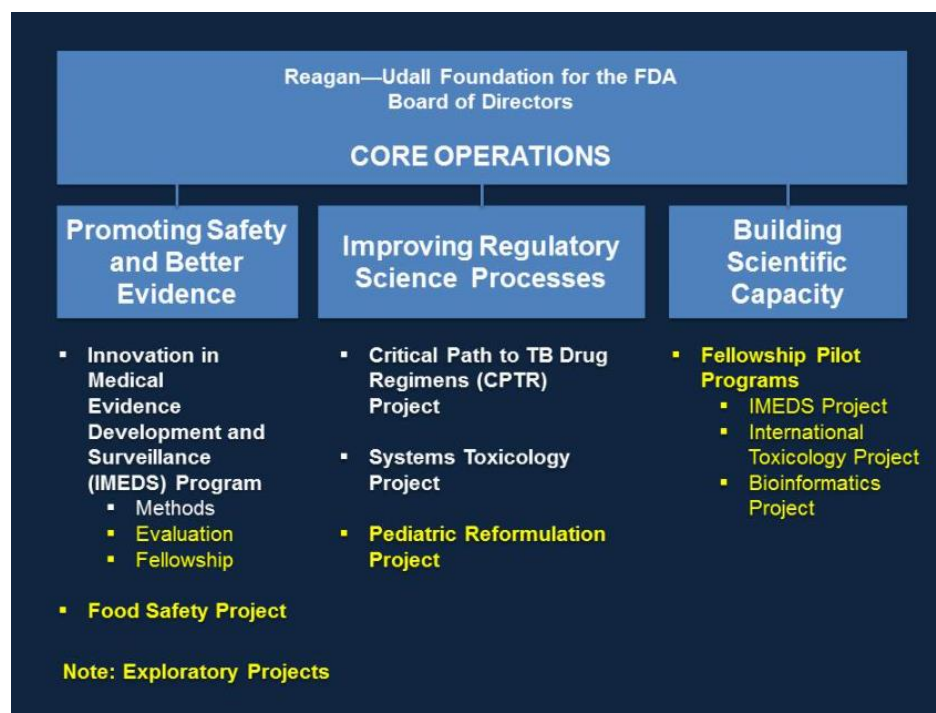 Reagan—Udall Foundation for the FDA
Board of Directors
CORE OPERATIONS
Promoting Safety
and Better
Evidence
Improving Regulatory
Science Processes
Building
Scientific
Capacity
▪ Innovation in
Medical
Evidence
Development and
Surveillance
(IMEDS) Program
▪ Methods
▪ Evaluation
▪ Fellowship
▪ Food Safety Project
▪ Critical Path to TB Drug
Regimens (CPTR)
Project
▪ Systems Toxicology
Project
▪ Pediatric Reformulation
Project
▪ Fellowship Pilot
Programs
▪ IMEDS Project
▪ International
Toxicology Project
▪ Bioinformatics
Project
Note: Exploratory Projects